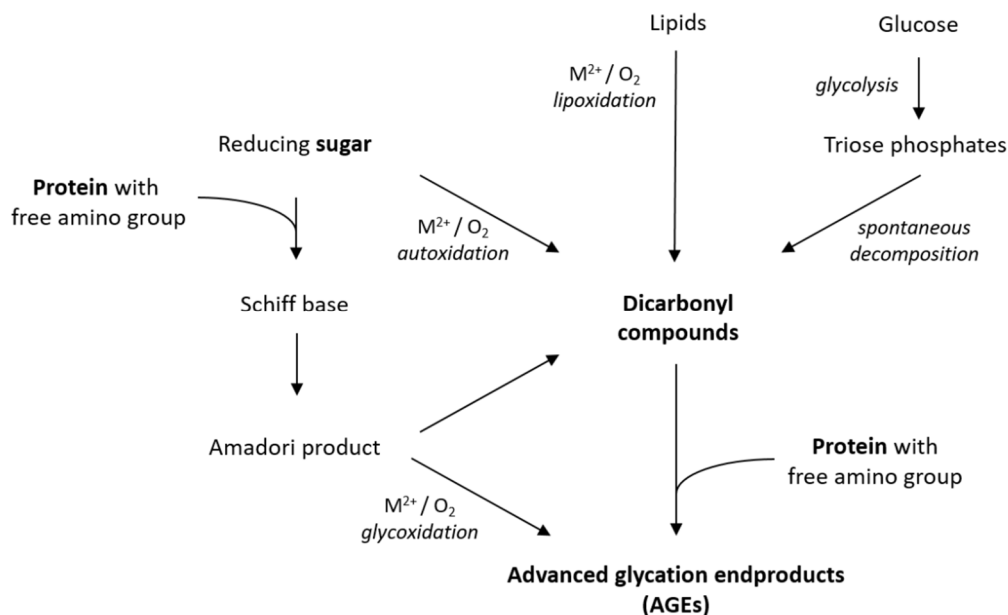 Lipids
Glucose
M²⁺ / O₂
lipoxidation
glycolysis
Reducing sugar
Triose phosphates
Protein with
free amino group
M²⁺ / O₂
autoxidation
spontaneous
decomposition
Schiff base
Dicarbonyl
compounds
Amadori product
Protein with
free amino group
M²⁺ / O₂
glycoxidation
Advanced glycation endproducts
(AGEs)